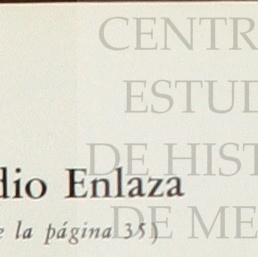 CENTR
ESTUD
DE HIST
dio Enlaza
e la página 35)
DE ME